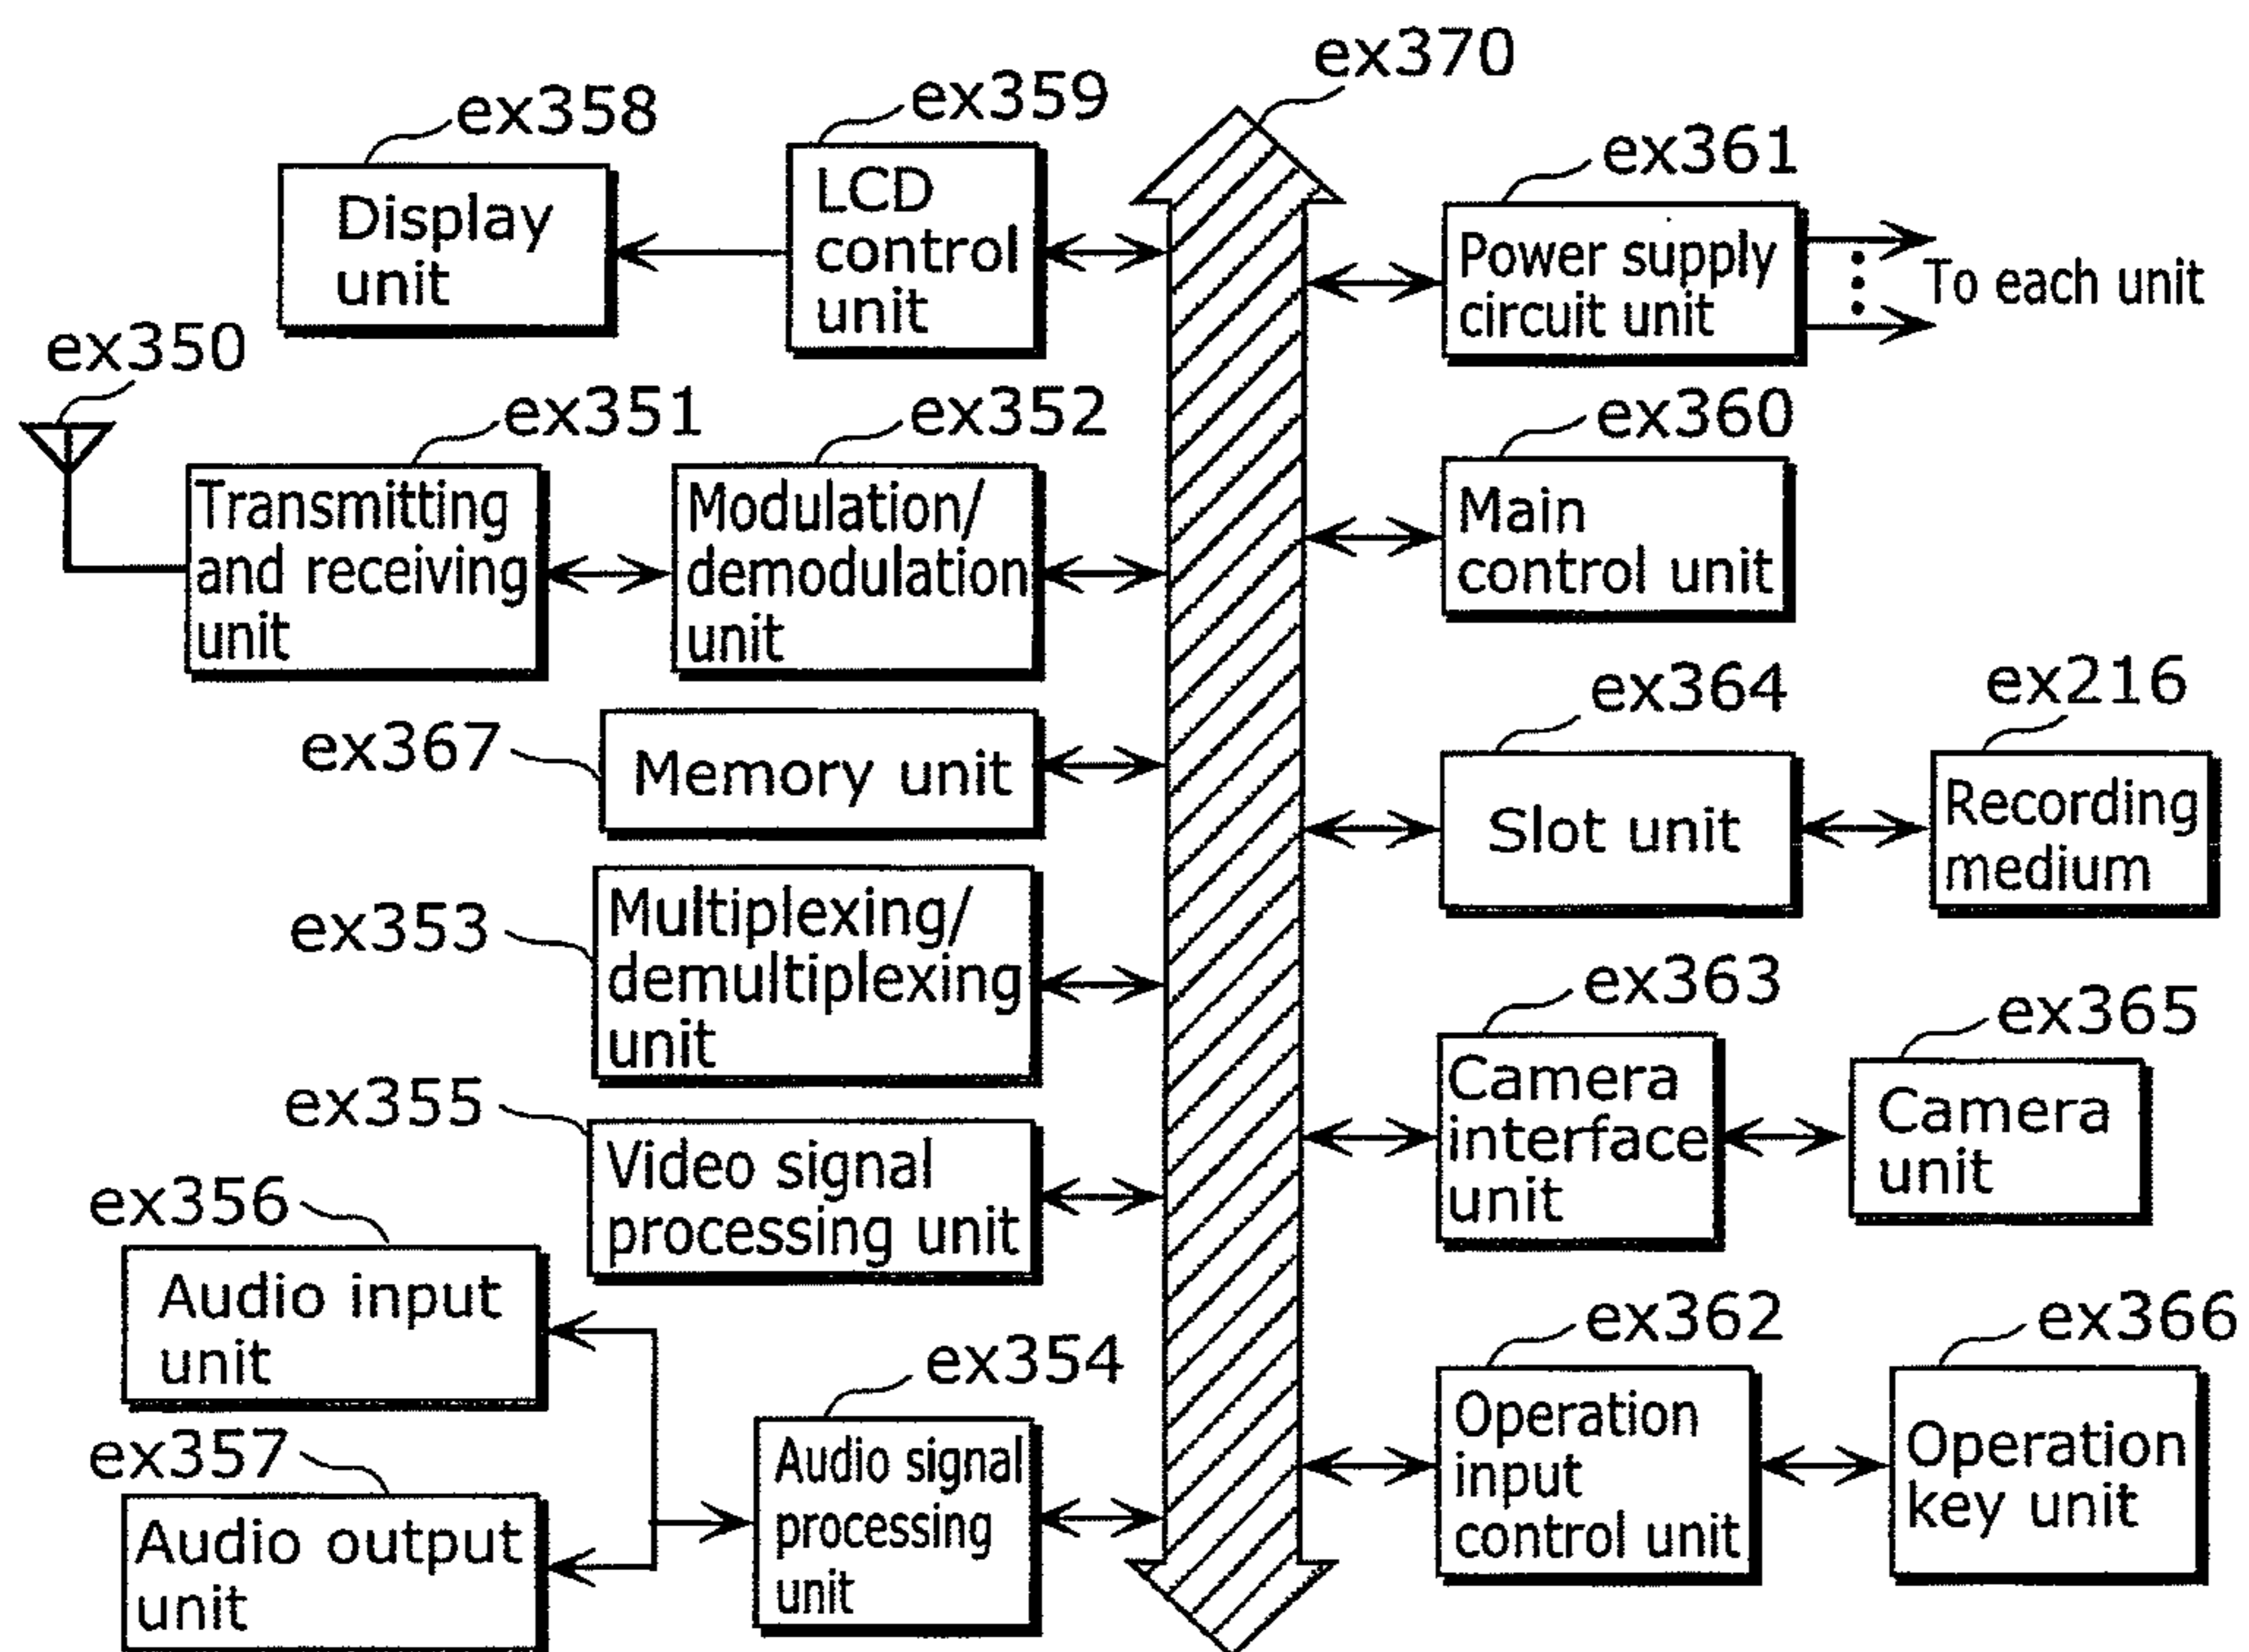 ex370
ex358
ex359
ex361
Display
unit
LCD
control
unit
Power supply
circuit unit
To each unit
ex350
ex351
ex352
ex360
Transmitting
and receiving
unit
Modulation/
demodulation
unit
Main
control unit
ex367
Memory unit
ex364
ex216
Slot unit
Recording
medium
ex353
Multiplexing/
demultiplexing
unit
ex363
ex365
Camera
interface
unit
Camera
unit
ex355
Video signal
processing unit
ex356
Audio input
unit
ex362
ex366
Operation
input
control unit
Operation
key unit
ex354
Audio signal
processing
unit
ex357
Audio output
unit